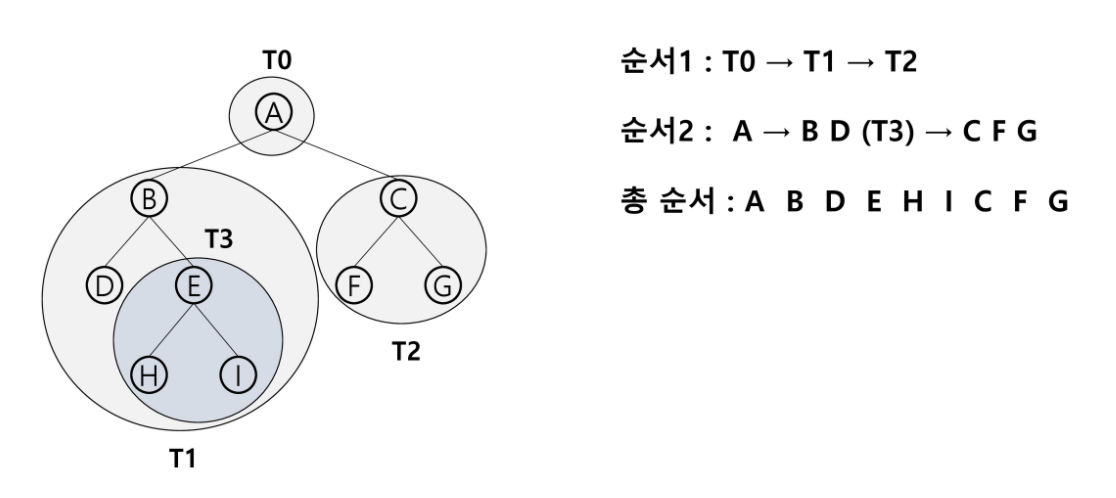 T0
A
B
C
T3
D
E
F
G
H
I
T2
T1
순서1 : T0 → T1 → T2
순서2 : A → B D (T3) → C F G
총 순서 : A B D E H I C F G